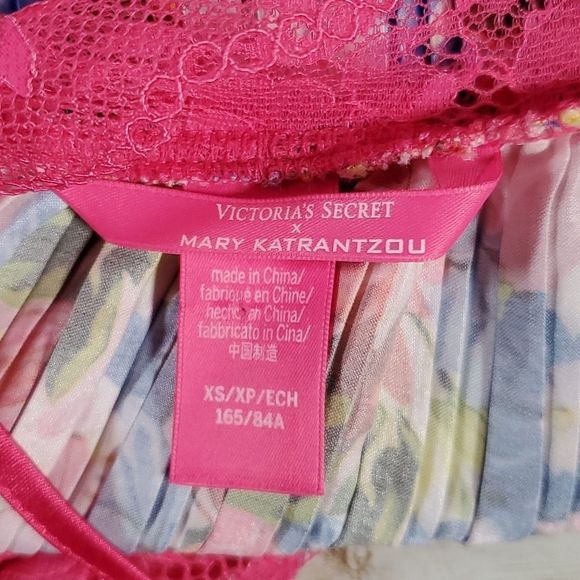 VICTORIA'S SECRET
X
MARY KATRANTZOU
made in China/
fabriqué en Chine/
hecho en China/
fabbricato in Cina/
中国制造
XS/XP/ECH
165/84A